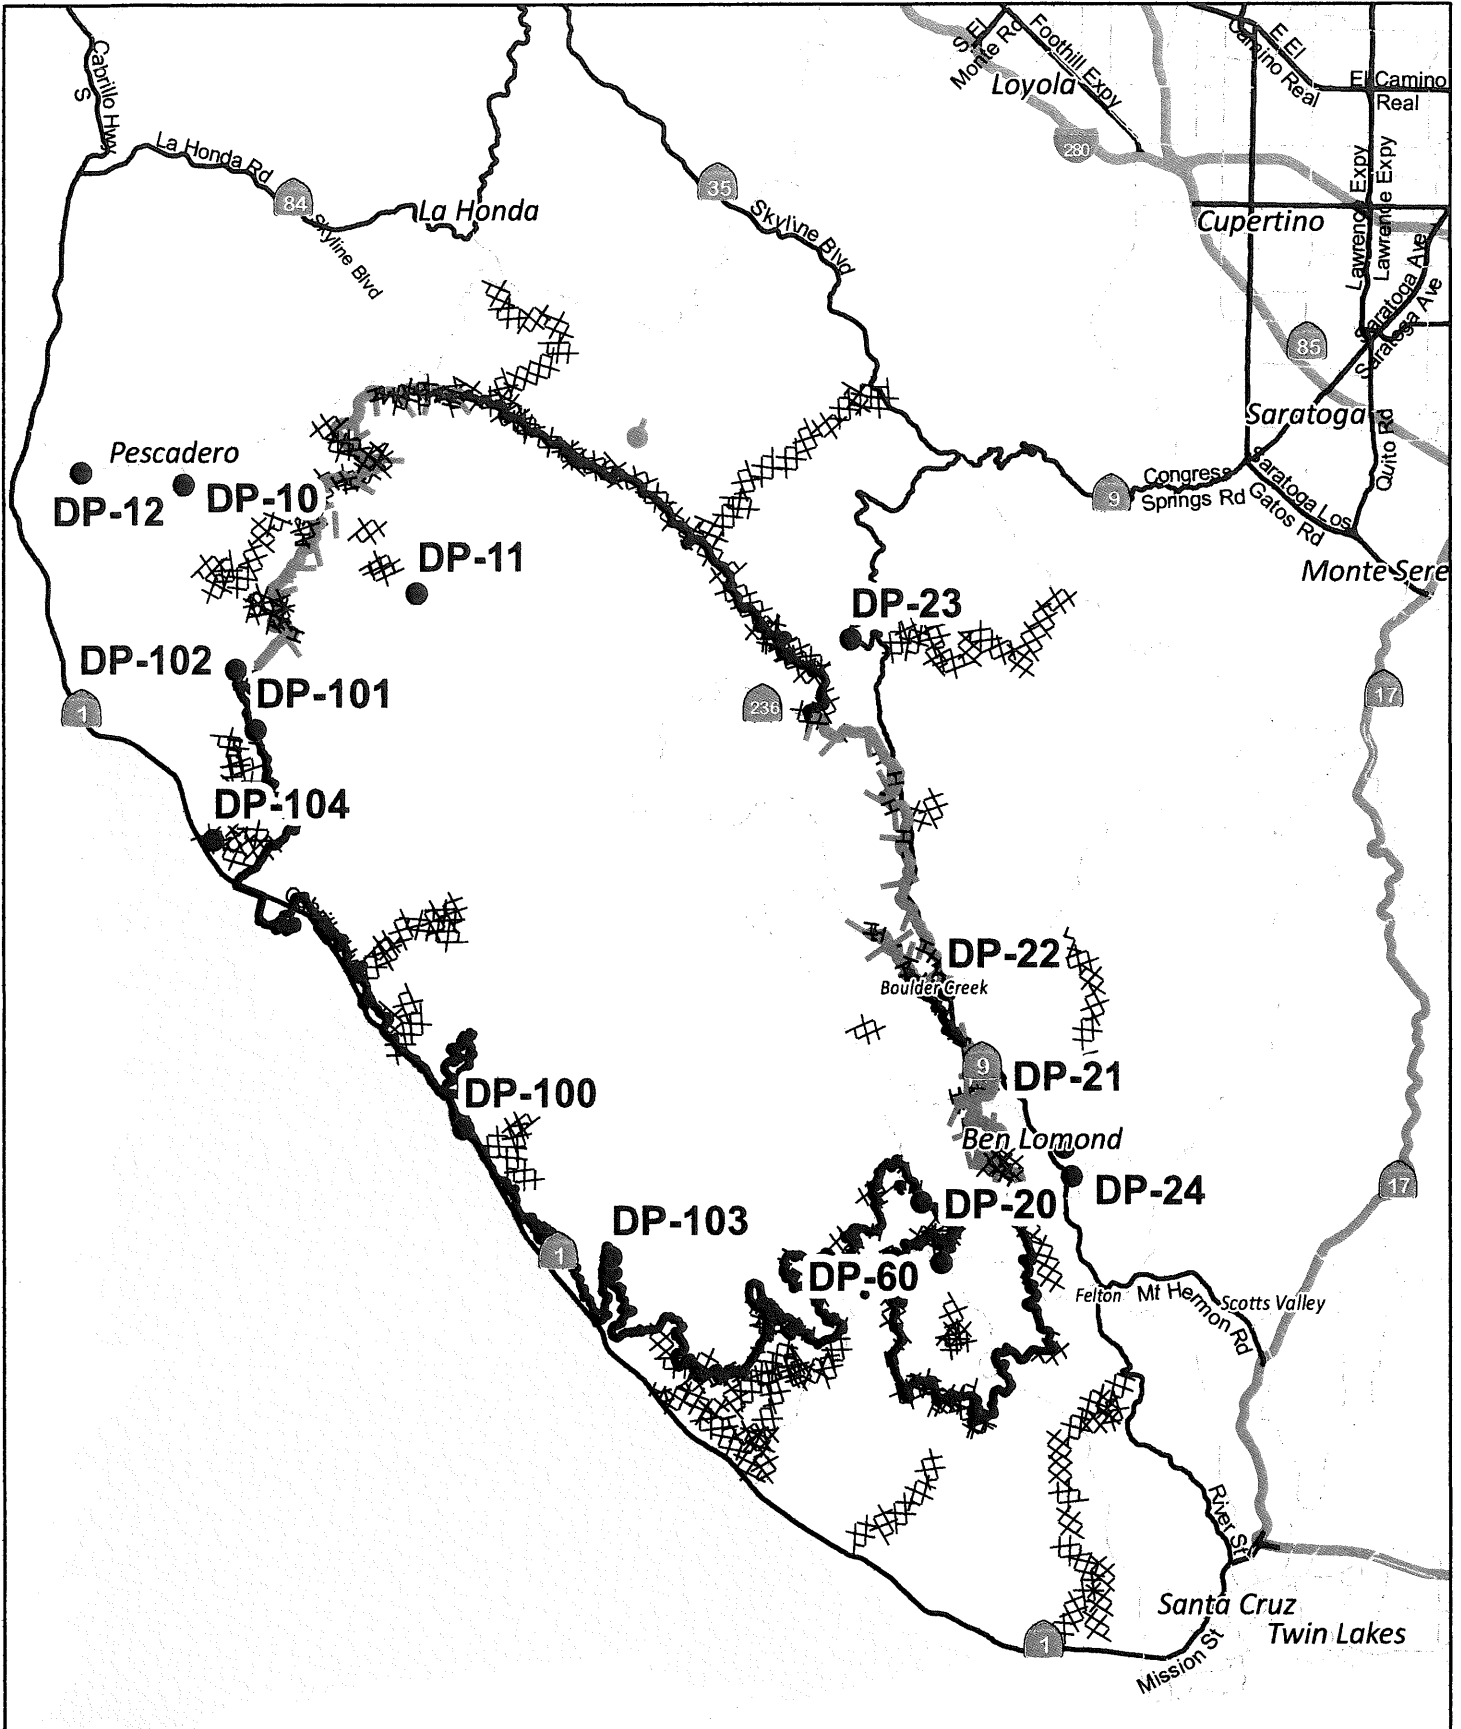 S El
Monte Rd
Foothill Expy
Loyola
Camino Real
E El
El Camino
Real
Cabrillo Hwy
S
La Honda Rd
84
La Honda
Skyline Blvd
35
Skyline Blvd
280
Lawrence Expy
Lawrence Expy
Cupertino
Saratoga Ave
Saratoga Ave
85
Saratoga
Quito Rd
Pescadero
DP-12
DP-10
DP-11
9
Congress
Springs Rd
Saratoga Los
Gatos Rd
Monte Sere
DP-23
DP-102
DP-101
1
236
17
DP-104
DP-22
Boulder Creek
9
DP-21
DP-100
Ben Lomond
DP-24
17
DP-20
DP-103
1
DP-60
Felton
Mt Hermon Rd
Scotts Valley
River St
Santa Cruz
Twin Lakes
1
Mission St